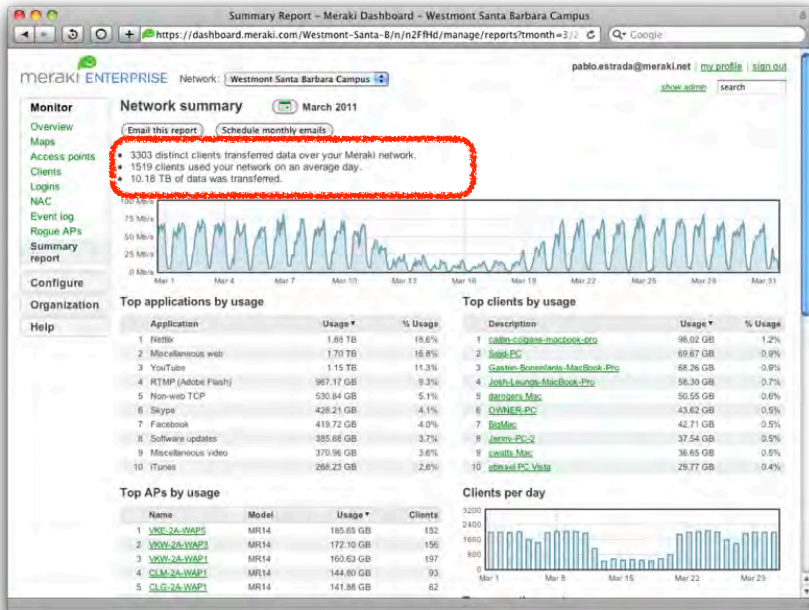 Summary Report – Meraki Dashboard – Westmont Santa Barbara Campus
https://dashboard.meraki.com/Westmont-Santa-B/n/n2FfHd/manage/reports?tmonth=3/2
Google
pablo.estrada@meraki.net my profile sign out
meraki ENTERPRISE Network: Westmont Santa Barbara Campus
show admin search
Monitor
Overview
Maps
Access points
Clients
Logins
NAC
Event log
Rogue APs
Summary report
Configure
Organization
Help
Network summary March 2011
Email this report Schedule monthly emails
3303 distinct clients transferred data over your Meraki network.
1519 clients used your network on an average day.
10.18 TB of data was transferred.
100 Mb/s
75 Mb/s
50 Mb/s
25 Mb/s
0 Mb/s
Mar 1 Mar 4 Mar 7 Mar 10 Mar 13 Mar 16 Mar 19 Mar 22 Mar 25 Mar 28 Mar 31
Top applications by usage
Application Usage % Usage
1 Netflix 1.88 TB 18.6%
2 Miscellaneous web 1.70 TB 16.8%
3 YouTube 1.15 TB 11.3%
4 RTMP (Adobe Flash) 967.17 GB 9.3%
5 Non-web TCP 530.84 GB 5.1%
6 Skype 428.21 GB 4.1%
7 Facebook 419.72 GB 4.0%
8 Software updates 385.88 GB 3.7%
9 Miscellaneous video 370.96 GB 3.6%
10 iTunes 268.23 GB 2.6%
Top clients by usage
Description Usage % Usage
1 caitin-colgans-macbook-pro 98.02 GB 1.2%
2 Sajid-PC 69.67 GB 0.9%
3 Gasten-Bonenfants-MacBook-Pro 68.26 GB 0.9%
4 Josh-Leungs-MacBook-Pro 58.30 GB 0.7%
5 darogers Mac 50.55 GB 0.6%
6 OWNER-PC 43.62 GB 0.5%
7 BigMac 42.71 GB 0.5%
8 Jenny-PC-2 37.54 GB 0.5%
9 cwatts Mac 36.65 GB 0.5%
10 PC Vista 29.77 GB 0.4%
Top APs by usage
Name Model Usage Clients
1 VKE-2A-WAP5 MR14 185.65 GB 152
2 VKW-2A-WAP3 MR14 172.10 GB 156
3 VKW-2A-WAP1 MR14 160.63 GB 197
4 CLM-2A-WAP1 MR14 144.80 GB 93
5 CLG-2A-WAP1 MR14 141.88 GB 62
Clients per day
3200
2400
1600
800
Mar 1 Mar 8 Mar 15 Mar 22 Mar 29